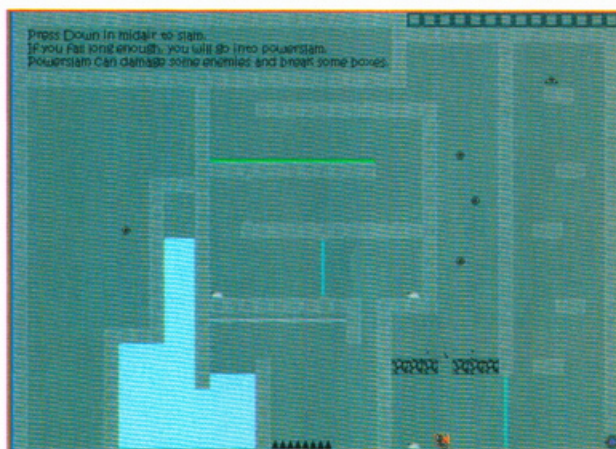 Press Down in midair to slam.
If you fall long enough, you will go into powerslam.
Powerslam can damage some enemies and break some boxes.